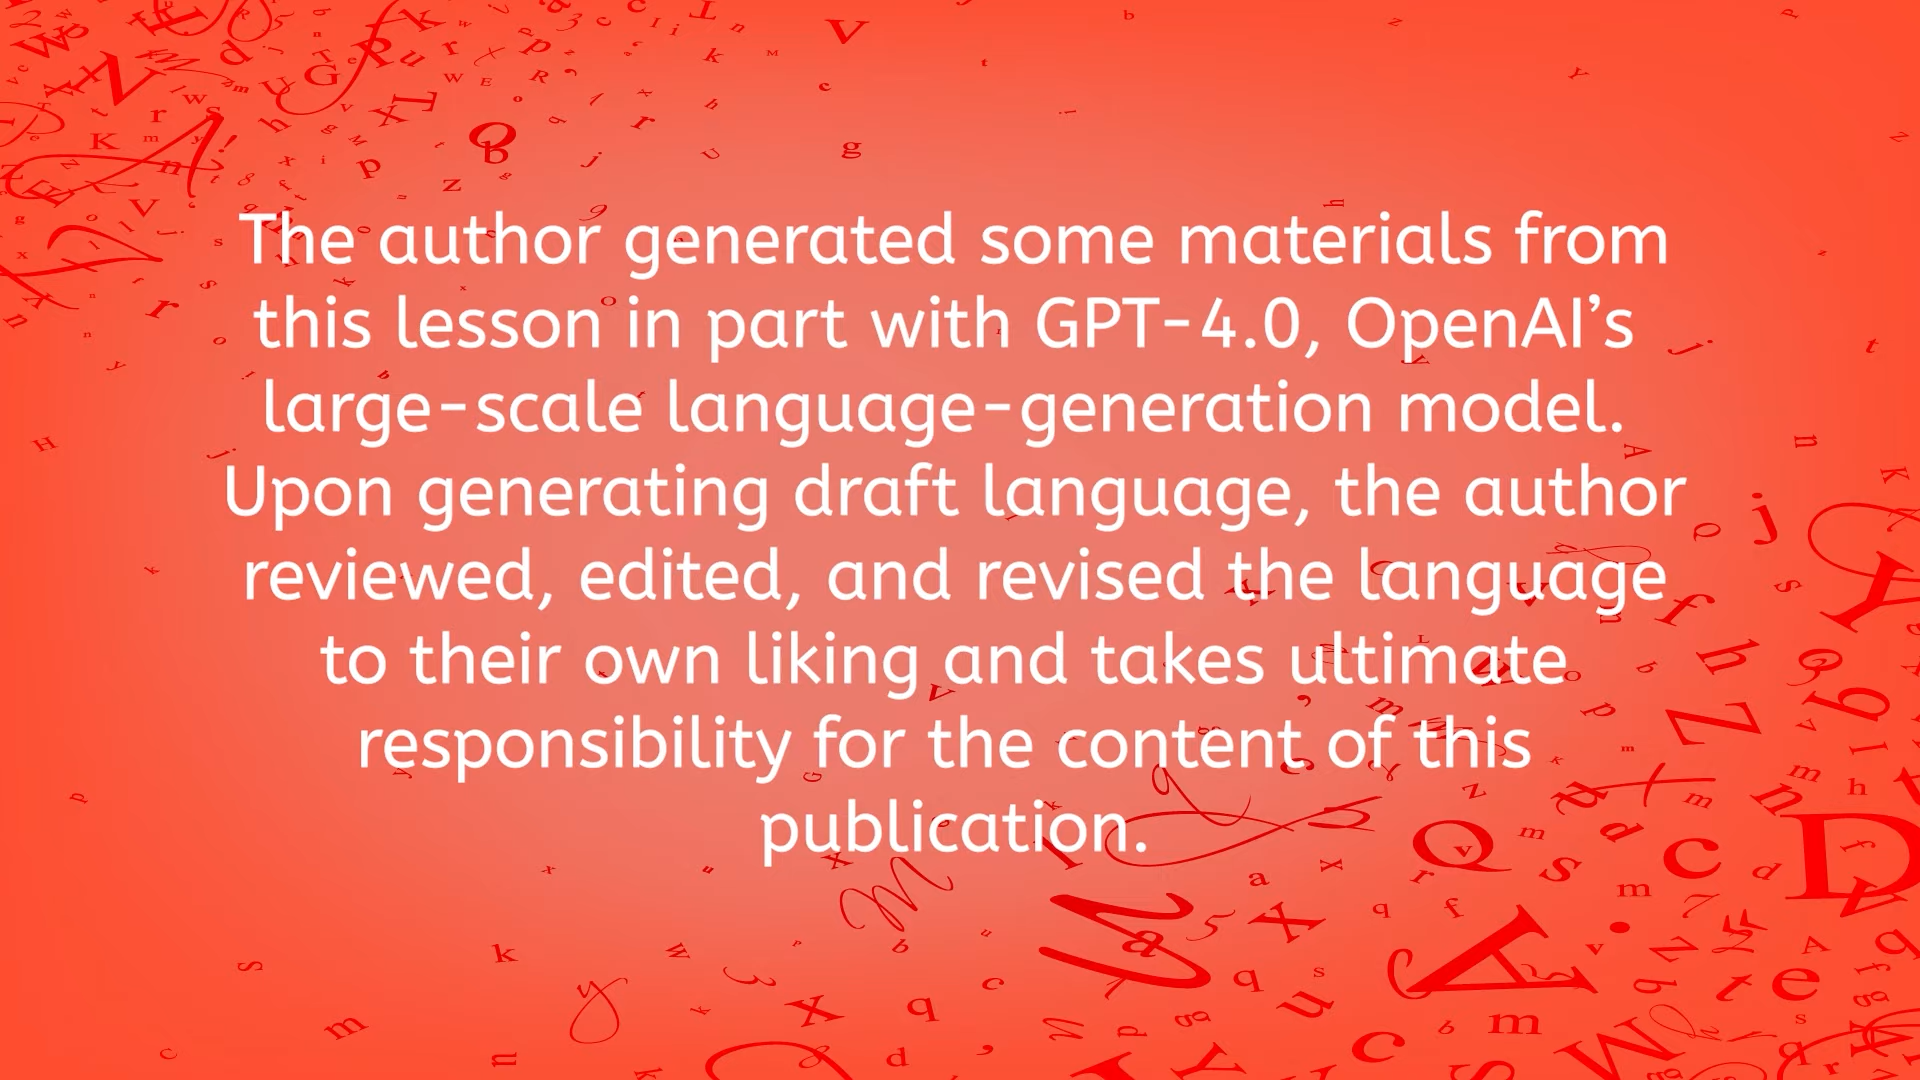 The author generated some materials from
this lesson in part with GPT-4.0, OpenAI’s
large-scale language-generation model.
Upon generating draft language, the author
reviewed, edited, and revised the language
to their own liking and takes ultimate
responsibility for the content of this
publication.